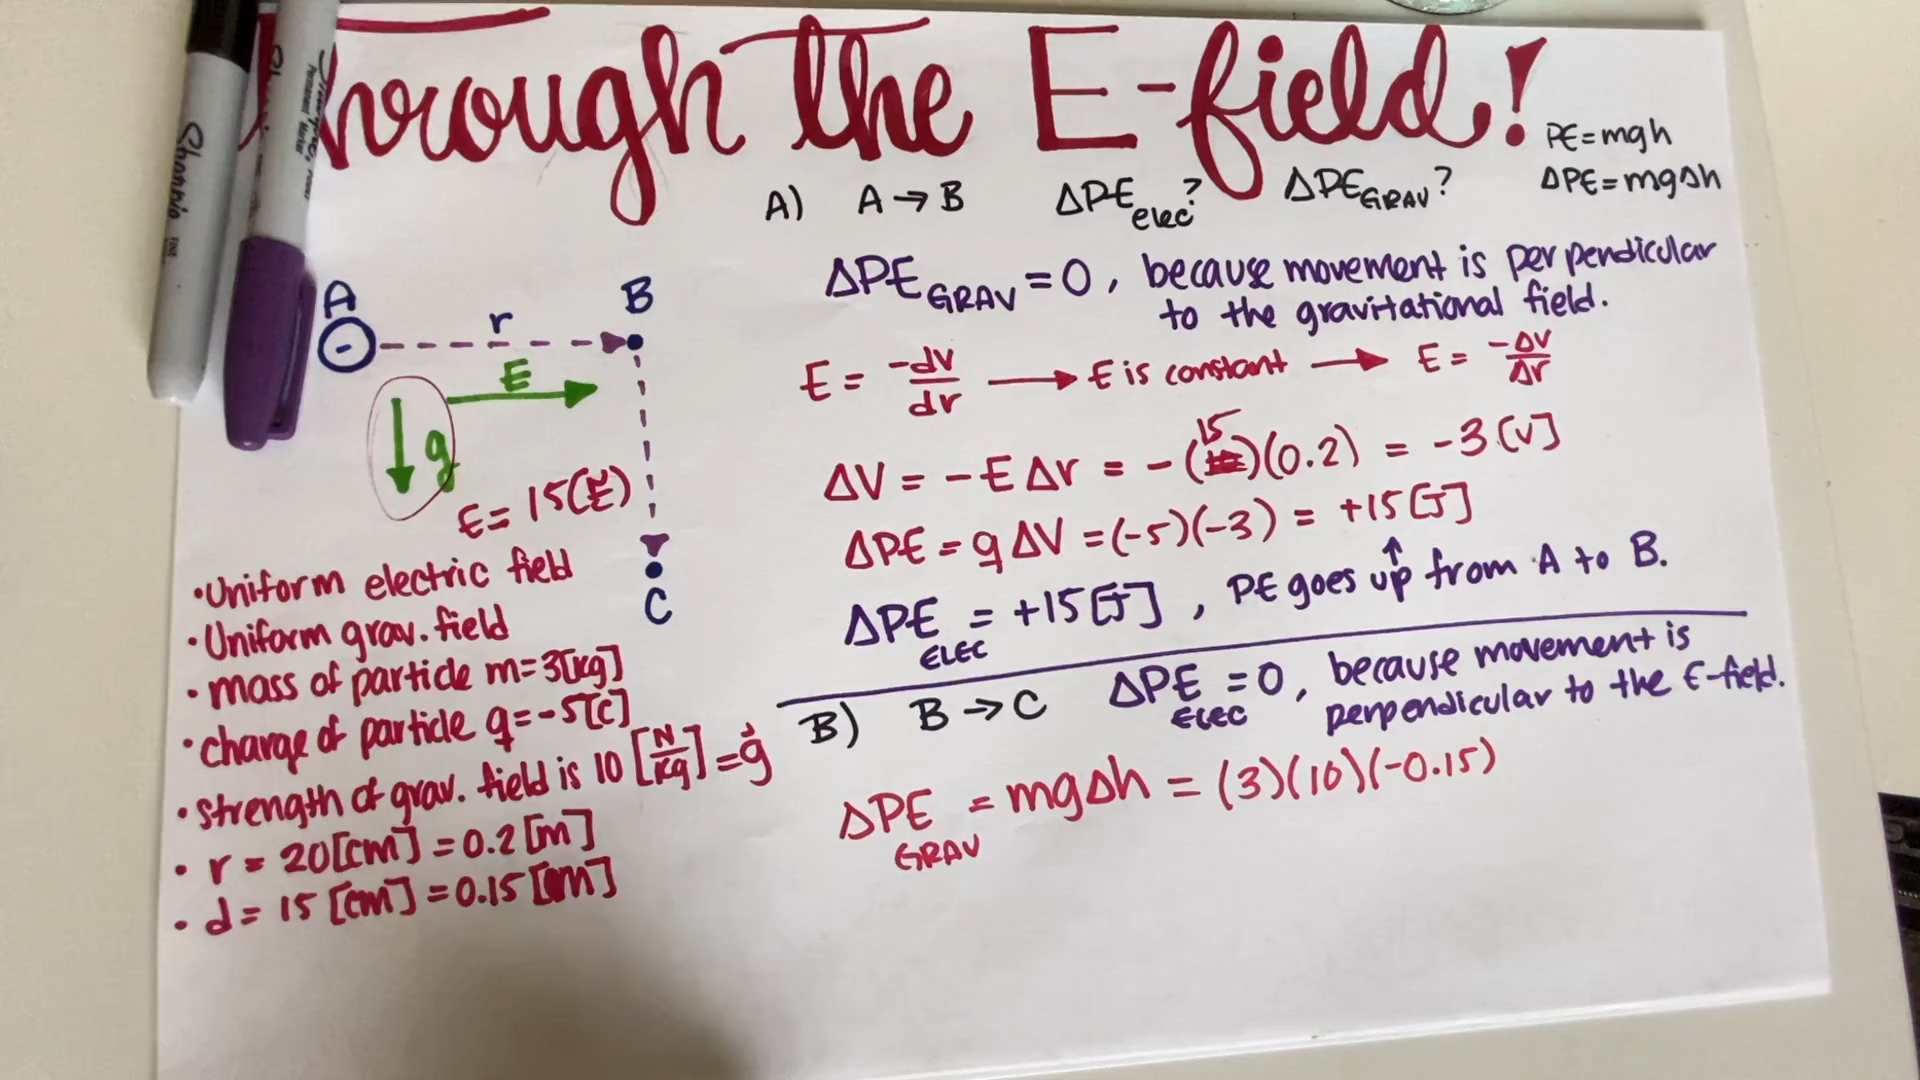 Through the E-field!
Sharpie
Permanent Marker
PE = mgh
ΔPE = mgΔh
A) A → B ΔPE elec? ΔPE GRAV?
ΔPE GRAV = 0, because movement is perpendicular
to the gravitational field.
A
B
r
E
g
E = 15
C
E = -dV/dr → E is constant → E = -ΔV/Δr
ΔV = -EΔr = -(15)(0.2) = -3[V]
ΔPE = qΔV = (-5)(-3) = +15[J]
ΔPE ELEC = +15[J], PE goes up from A to B.
• Uniform electric field
• Uniform grav. field
• mass of particle m=3[kg]
• charge of particle q=-5[C]
• strength of grav. field is 10 [N/kg] = g⃗
• r = 20[cm] = 0.2[m]
• d = 15[cm] = 0.15[m]
B) B → C ΔPE ELEC = 0, because movement is
perpendicular to the E-field.
ΔPE GRAV = mgΔh = (3)(10)(-0.15)